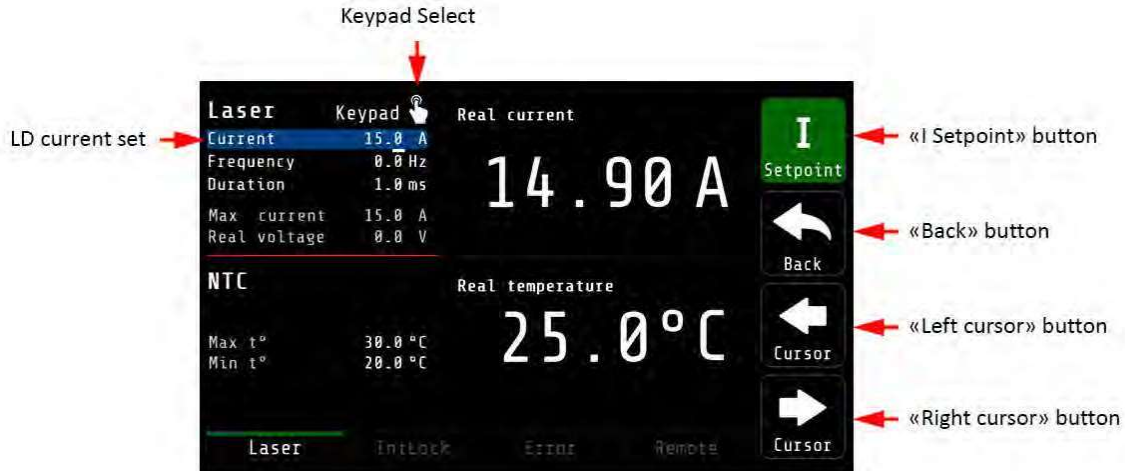 Keypad Select
LD current set
Laser Keypad
Current 15.0 A
Frequency 0.0 Hz
Duration 1.0 ms
Max current 15.0 A
Real voltage 0.0 V
Real current
14.90 A
NTC
Max t° 30.0 °C
Min t° 20.0 °C
Real temperature
25.0°C
Laser IntLock Error Remote
I
Setpoint
Back
Cursor
Cursor
«I Setpoint» button
«Back» button
«Left cursor» button
«Right cursor» button